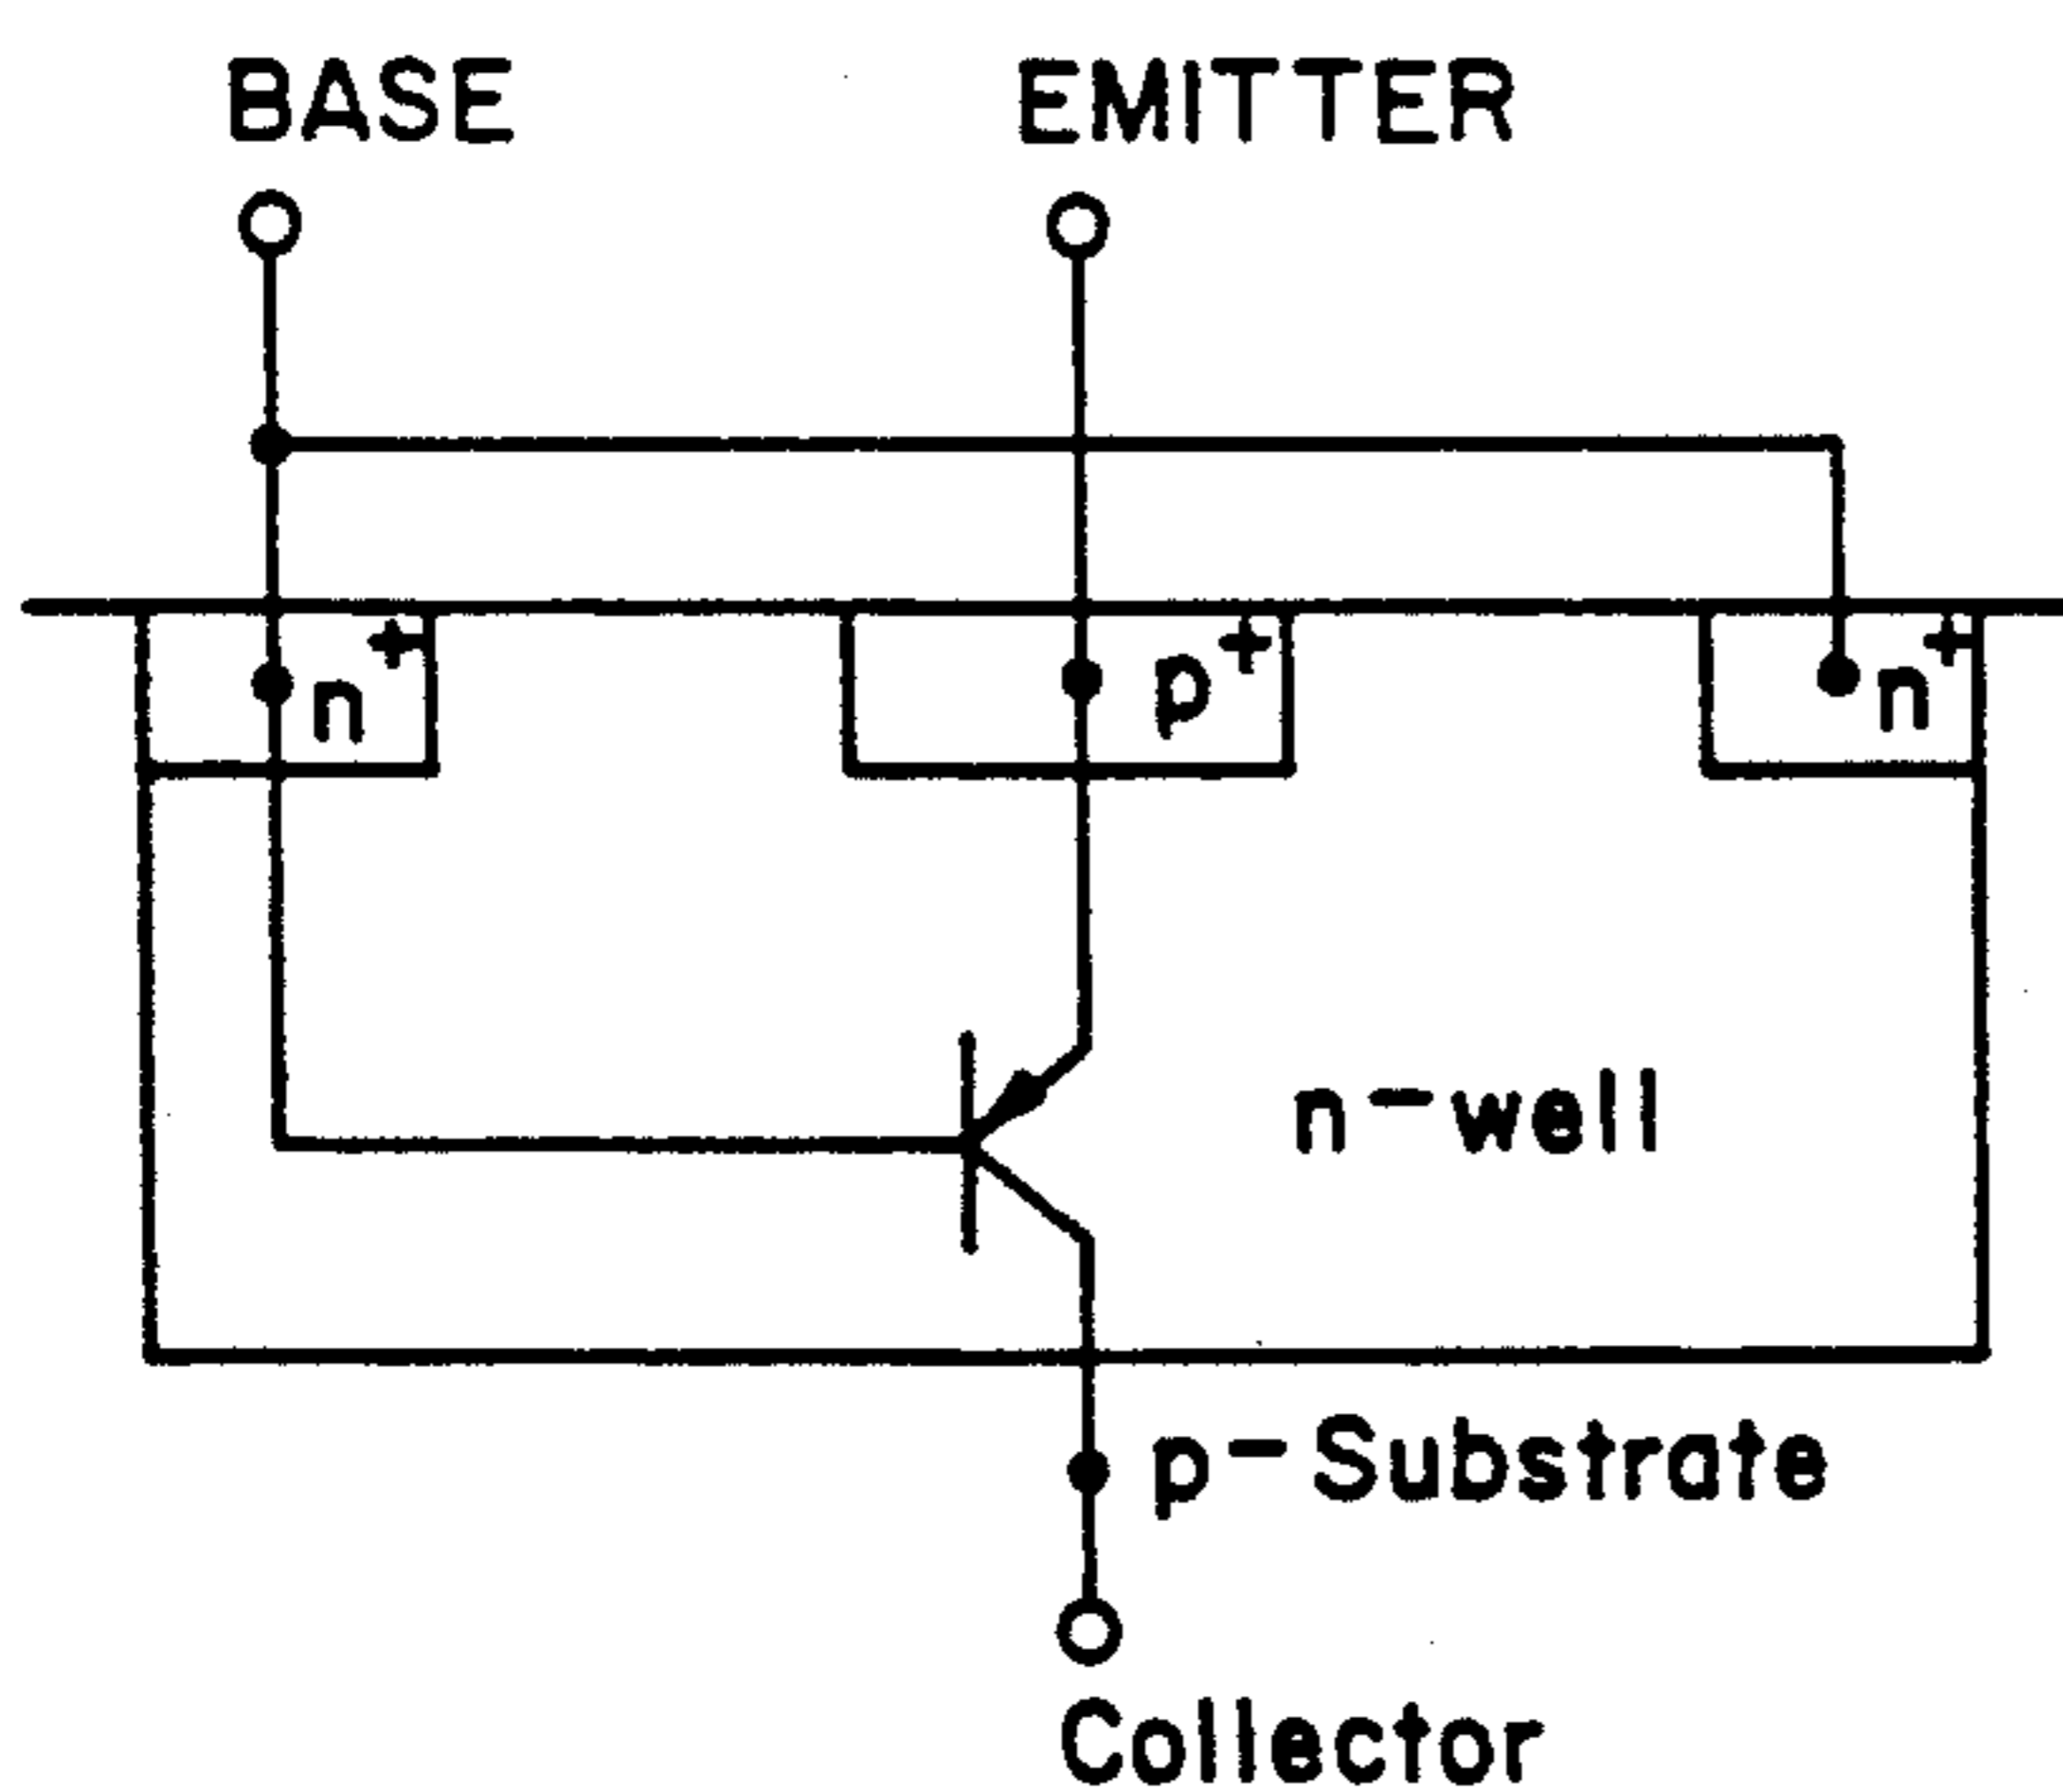 BASE EMITTER
n+ p+ n+
n-well
p-Substrate
Collector